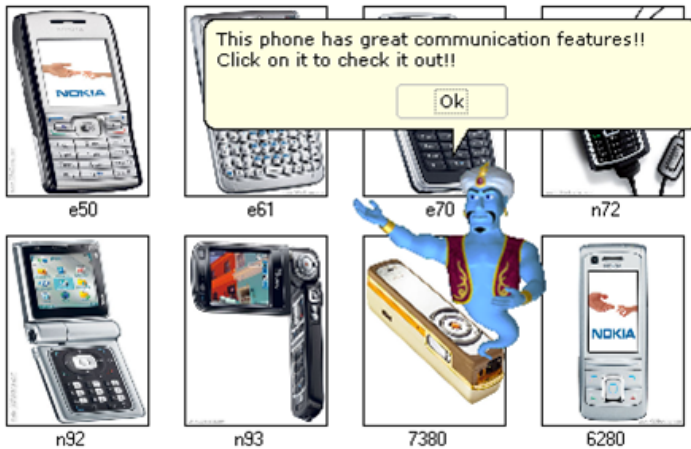 This phone has great communication features!!
Click on it to check it out!!
Ok
NOKIA
e50
e61
e70
n72
NOKIA
n92
n93
7380
6280